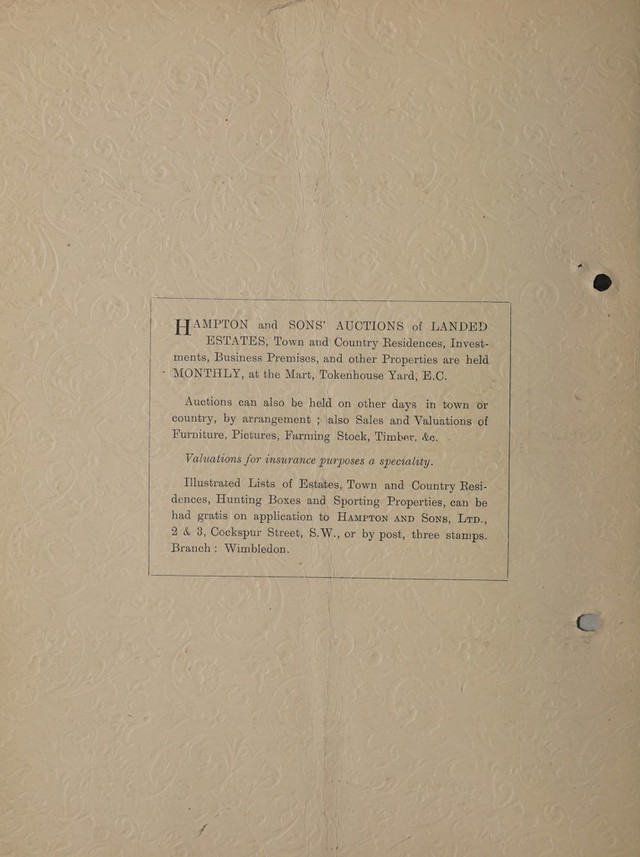 HAMPTON and SONS' AUCTIONS of LANDED
ESTATES, Town and Country Residences, Invest-
ments, Business Premises, and other Properties are held
MONTHLY, at the Mart, Tokenhouse Yard, E.C.
Auctions can also be held on other days in town or
country, by arrangement ; also Sales and Valuations of
Furniture, Pictures, Farming Stock, Timber, &c.
Valuations for insurance purposes a speciality.
Illustrated Lists of Estates, Town and Country Resi-
dences, Hunting Boxes and Sporting Properties, can be
had gratis on application to HAMPTON AND SONS, LTD.,
2 & 3, Cockspur Street, S.W., or by post, three stamps.
Branch : Wimbledon.